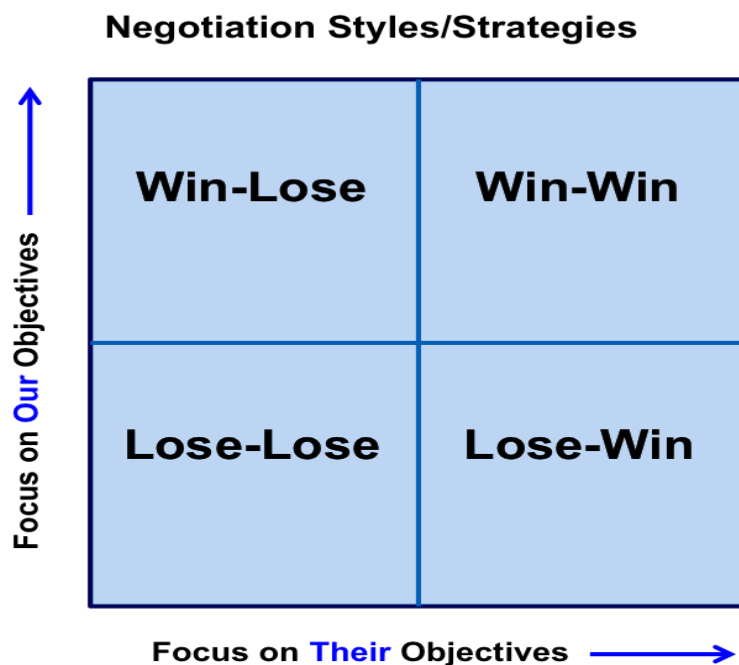 Negotiation Styles/Strategies
Focus on Our Objectives
Win-Lose
Win-Win
Lose-Lose
Lose-Win
Focus on Their Objectives